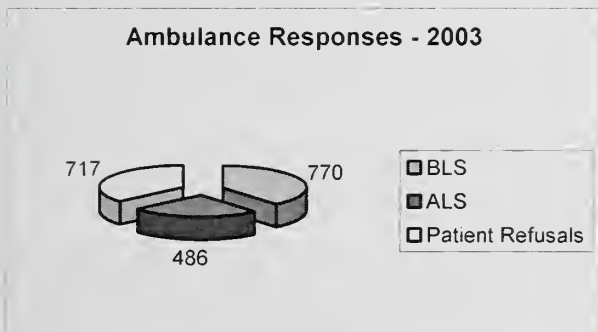 Ambulance Responses - 2003
717
770
486
BLS
ALS
Patient Refusals